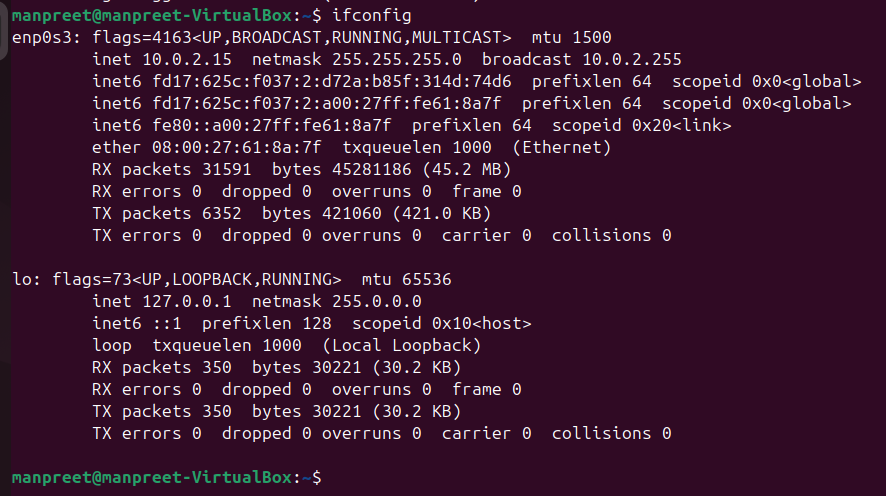 manpreet@manpreet-VirtualBox:~$ ifconfig
enp0s3: flags=4163<UP,BROADCAST,RUNNING,MULTICAST>  mtu 1500
        inet 10.0.2.15  netmask 255.255.255.0  broadcast 10.0.2.255
        inet6 fd17:625c:f037:2:d72a:b85f:314d:74d6  prefixlen 64  scopeid 0x0<global>
        inet6 fd17:625c:f037:2:a00:27ff:fe61:8a7f  prefixlen 64  scopeid 0x0<global>
        inet6 fe80::a00:27ff:fe61:8a7f  prefixlen 64  scopeid 0x20<link>
        ether 08:00:27:61:8a:7f  txqueuelen 1000  (Ethernet)
        RX packets 31591  bytes 45281186 (45.2 MB)
        RX errors 0  dropped 0  overruns 0  frame 0
        TX packets 6352  bytes 421060 (421.0 KB)
        TX errors 0  dropped 0 overruns 0  carrier 0  collisions 0
lo: flags=73<UP,LOOPBACK,RUNNING>  mtu 65536
        inet 127.0.0.1  netmask 255.0.0.0
        inet6 ::1  prefixlen 128  scopeid 0x10<host>
        loop  txqueuelen 1000  (Local Loopback)
        RX packets 350  bytes 30221 (30.2 KB)
        RX errors 0  dropped 0  overruns 0  frame 0
        TX packets 350  bytes 30221 (30.2 KB)
        TX errors 0  dropped 0 overruns 0  carrier 0  collisions 0
manpreet@manpreet-VirtualBox:~$